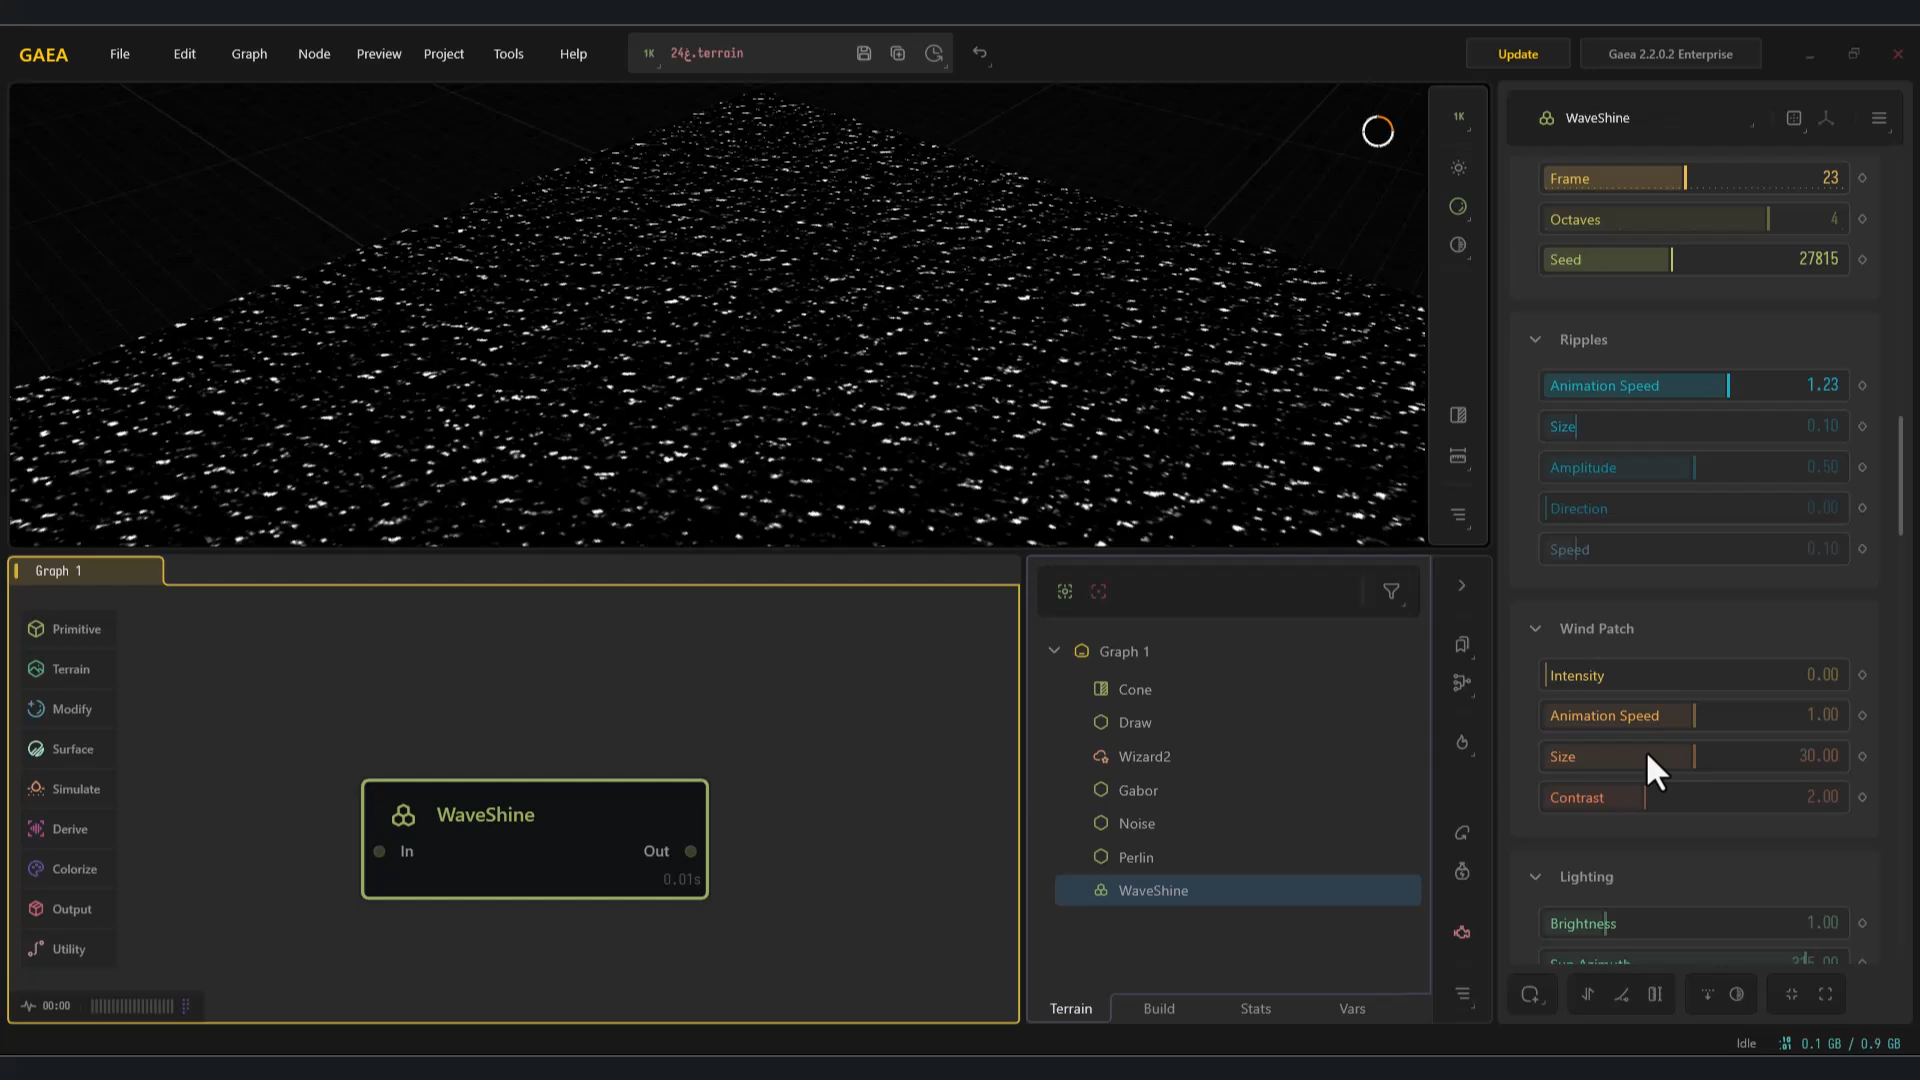 GAEA
File
Edit
Graph
Node
Preview
Project
Tools
Help
1K
Update
Gaea 2.2.0.2 Enterprise
1K
WaveShine
Frame 23
Octaves 4
Seed 27815
Ripples
Animation Speed 1.23
Size 0.10
Amplitude 0.50
Direction 0.00
Speed 0.10
Wind Patch
Intensity 0.00
Animation Speed 1.00
Size 30.00
Contrast 2.00
Lighting
Brightness 1.00
Sun Azimuth
Graph 1
Primitive
Terrain
Modify
Surface
Simulate
Derive
Colorize
Output
Utility
WaveShine
In
Out
0.01s
00:00
Graph 1
Cone
Draw
Wizard2
Gabor
Noise
Perlin
WaveShine
Terrain
Build
Stats
Vars
Idle
0.1 GB / 0.9 GB